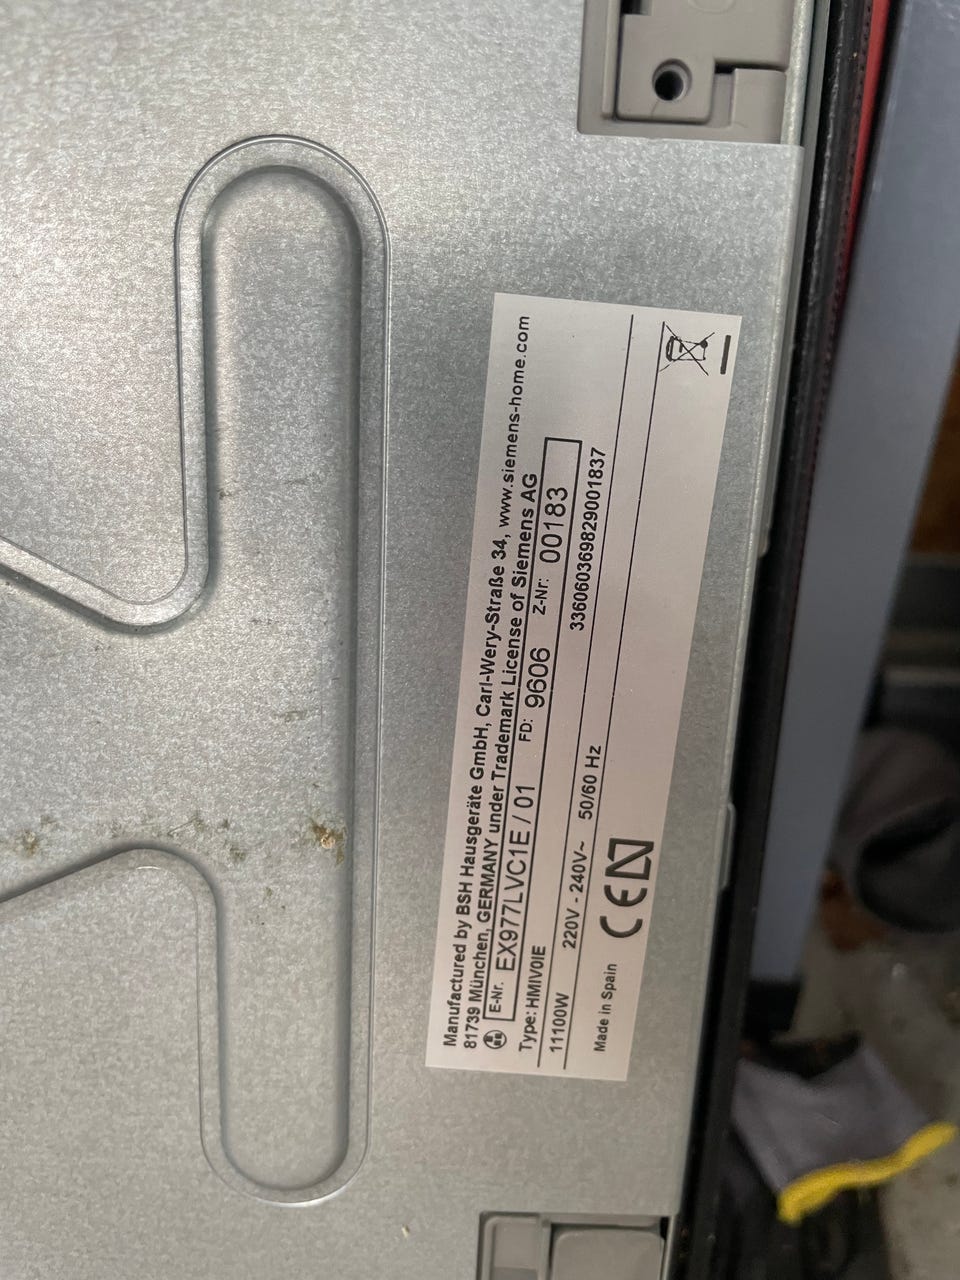 Manufactured by BSH Hausgeräte GmbH, Carl-Wery-Straße 34, www.siemens-home.com
81739 München, GERMANY under Trademark License of Siemens AG
E-Nr. EX977LVC1E / 01 FD: 9606 Z-Nr: 00183
Type: HMIV0IE 336060369829001837
11100W 220V - 240V~ 50/60 Hz
Made in Spain CE